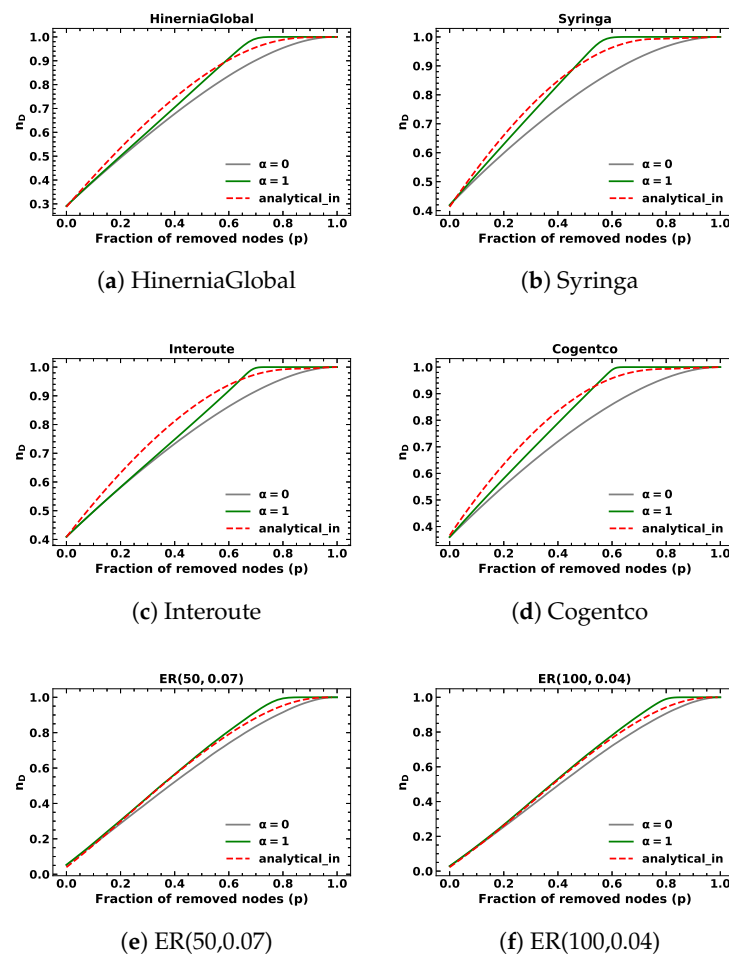 HinerniaGlobal
1.0
0.9
0.8
0.7
0.6
0.5
0.4
0.3
n_D
α = 0
α = 1
analytical_in
0.0 0.2 0.4 0.6 0.8 1.0
Fraction of removed nodes (p)
(a) HinerniaGlobal
Syringa
1.0
0.9
0.8
0.7
0.6
0.5
0.4
n_D
α = 0
α = 1
analytical_in
0.0 0.2 0.4 0.6 0.8 1.0
Fraction of removed nodes (p)
(b) Syringa
Interoute
1.0
0.9
0.8
0.7
0.6
0.5
0.4
n_D
α = 0
α = 1
analytical_in
0.0 0.2 0.4 0.6 0.8 1.0
Fraction of removed nodes (p)
(c) Interoute
Cogentco
1.0
0.9
0.8
0.7
0.6
0.5
0.4
n_D
α = 0
α = 1
analytical_in
0.0 0.2 0.4 0.6 0.8 1.0
Fraction of removed nodes (p)
(d) Cogentco
ER(50, 0.07)
1.0
0.8
0.6
0.4
0.2
0.0
n_D
α = 0
α = 1
analytical_in
0.0 0.2 0.4 0.6 0.8 1.0
Fraction of removed nodes (p)
(e) ER(50,0.07)
ER(100, 0.04)
1.0
0.8
0.6
0.4
0.2
0.0
n_D
α = 0
α = 1
analytical_in
0.0 0.2 0.4 0.6 0.8 1.0
Fraction of removed nodes (p)
(f) ER(100,0.04)